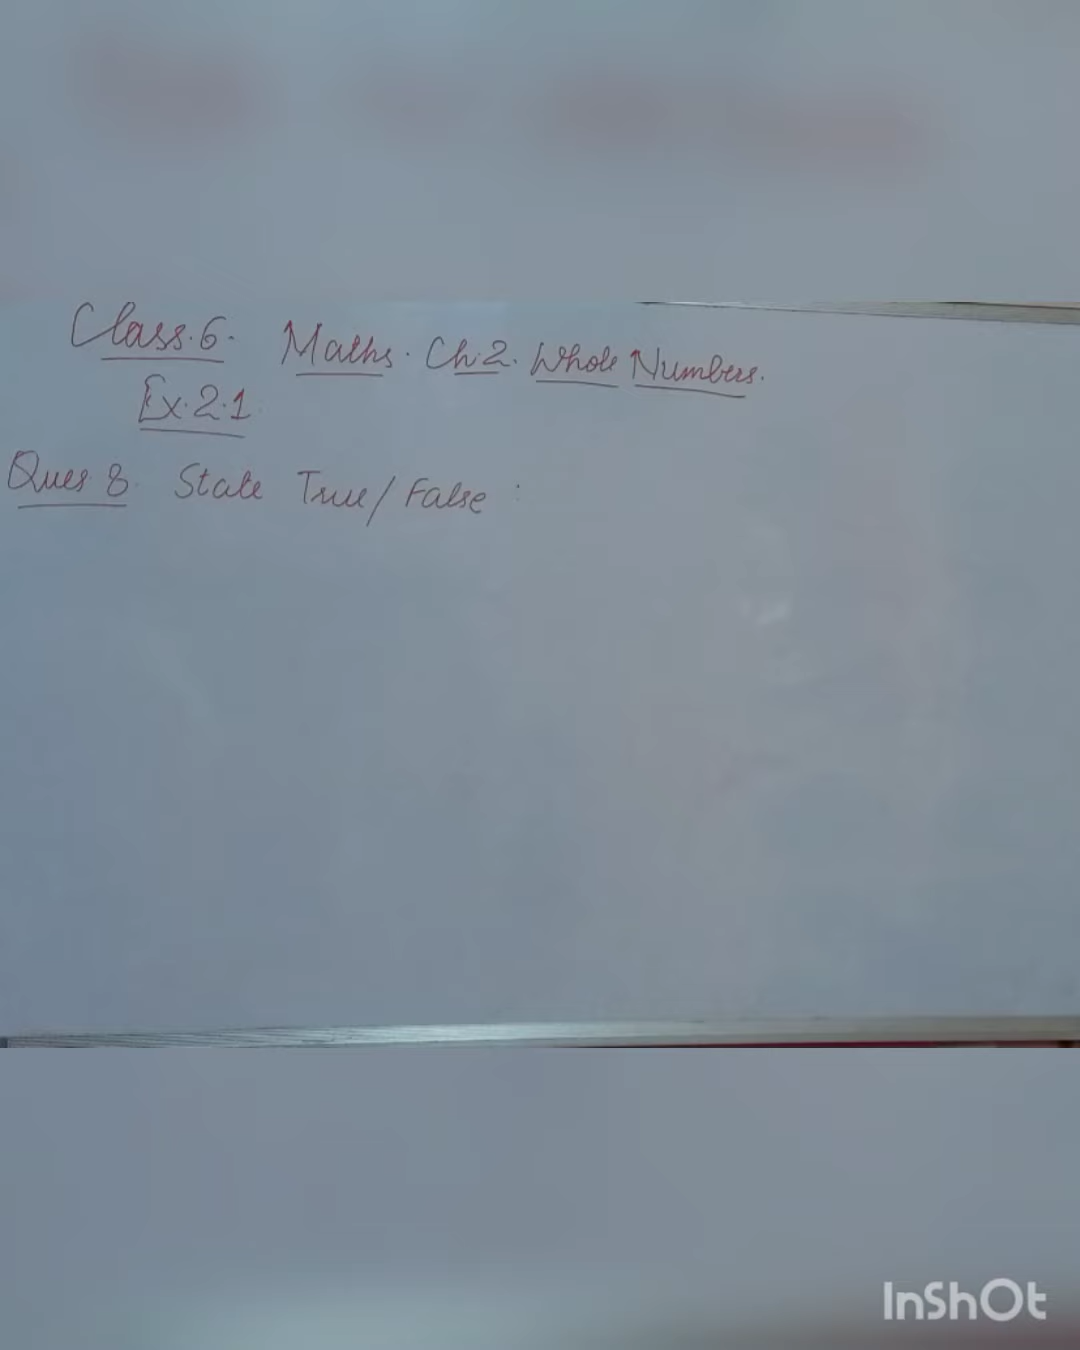 Class.6. Maths. Ch.2. Whole Numbers.
Ex.2.1.
Ques.8. State True/False :
InShOt